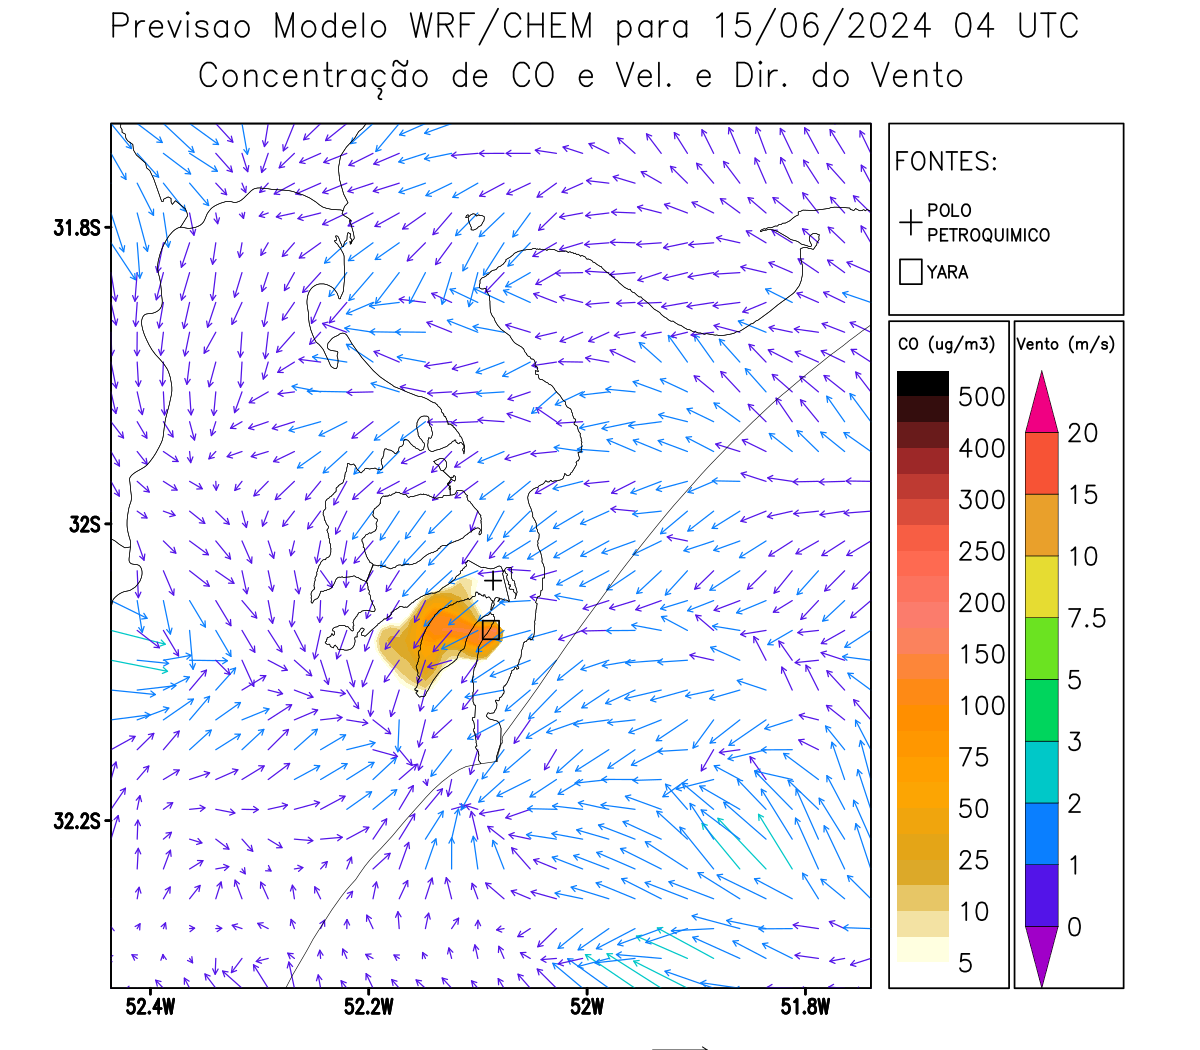 Previsao Modelo WRF/CHEM para 15/06/2024 04 UTC
Concentração de CO e Vel. e Dir. do Vento
FONTES:
POLO
PETROQUIMICO
YARA
CO (ug/m3)
500
400
300
250
200
150
100
75
50
25
10
5
Vento (m/s)
20
15
10
7.5
5
3
2
1
0
31.8S
32S
32.2S
52.4W 52.2W 52W 51.8W